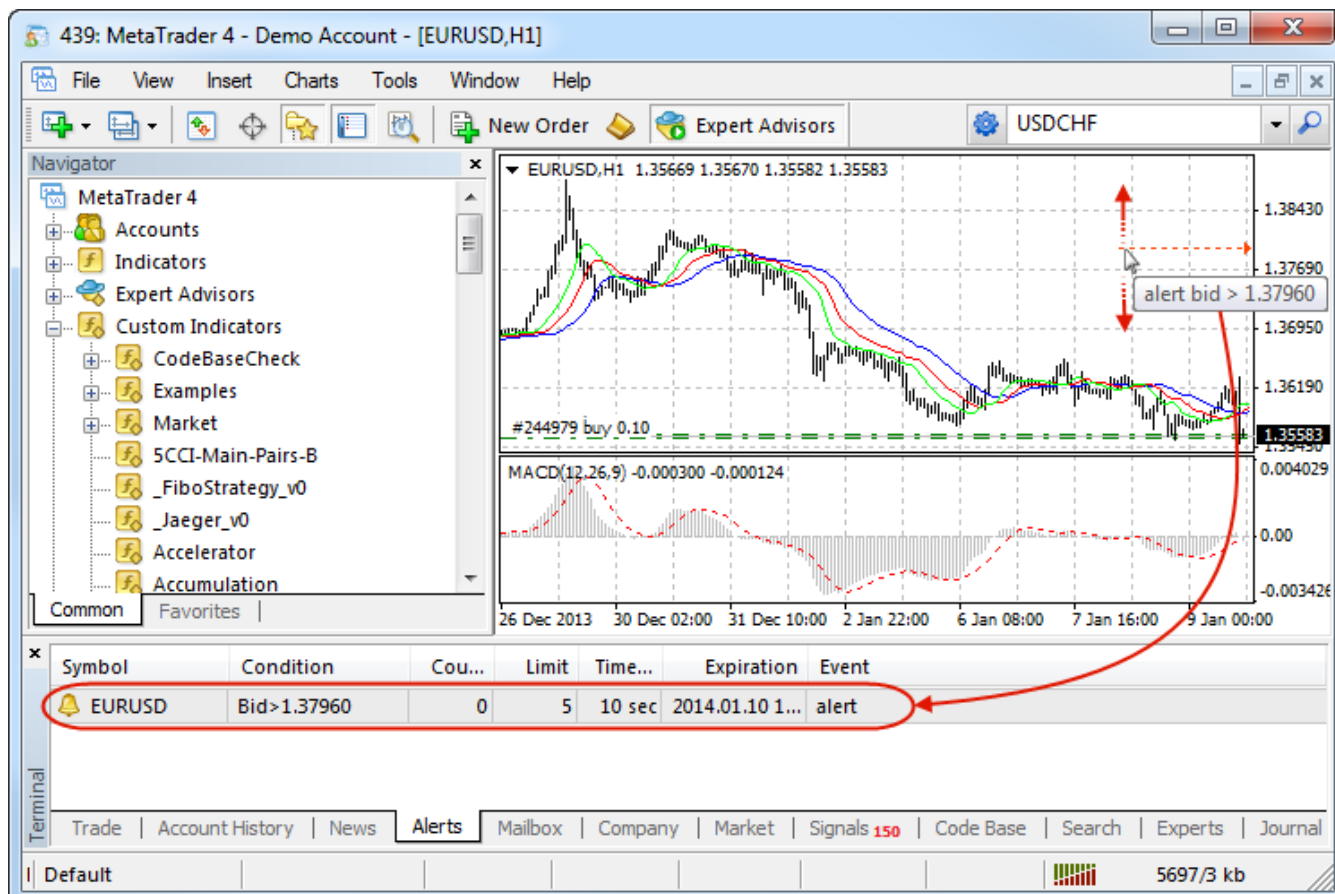 439: MetaTrader 4 - Demo Account - [EURUSD,H1]
File View Insert Charts Tools Window Help
New Order Expert Advisors USDCHF
Navigator
MetaTrader 4
Accounts
Indicators
Expert Advisors
Custom Indicators
CodeBaseCheck
Examples
Market
5CCI-Main-Pairs-B
_FiboStrategy_v0
_Jaeger_v0
Accelerator
Accumulation
Common Favorites
EURUSD,H1 1.35669 1.35670 1.35582 1.35583
1.38430
1.37690
alert bid > 1.37960
1.36950
1.36190
#244979 buy 0.10
1.35583
MACD(12,26,9) -0.000300 -0.000124
0.004029
0.00
-0.003426
26 Dec 2013 30 Dec 02:00 31 Dec 10:00 2 Jan 22:00 6 Jan 08:00 7 Jan 16:00 9 Jan 00:00
Symbol Condition Cou... Limit Time... Expiration Event
EURUSD Bid>1.37960 0 5 10 sec 2014.01.10 1... alert
Terminal
Trade Account History News Alerts Mailbox Company Market Signals 150 Code Base Search Experts Journal
Default 5697/3 kb